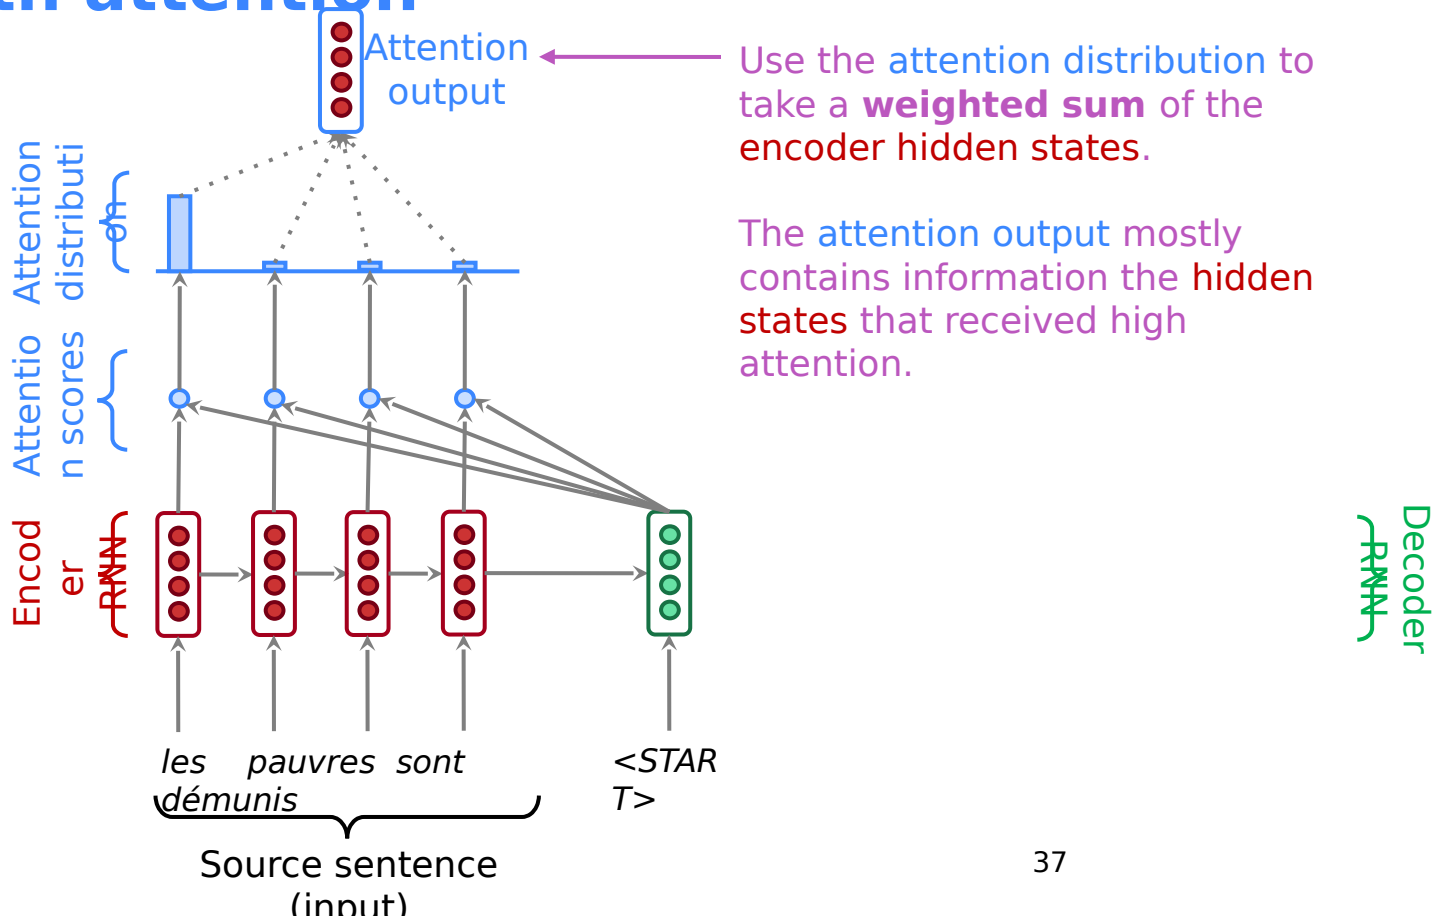 attention
Attention
output
Use the attention distribution to
take a weighted sum of the
encoder hidden states.
The attention output mostly
contains information the hidden
states that received high
attention.
Attention
distributi
on
Attentio
n scores
Encod
er
RNN
Decoder
RNN
les pauvres sont
démunis
<STAR
T>
Source sentence
(input)
37